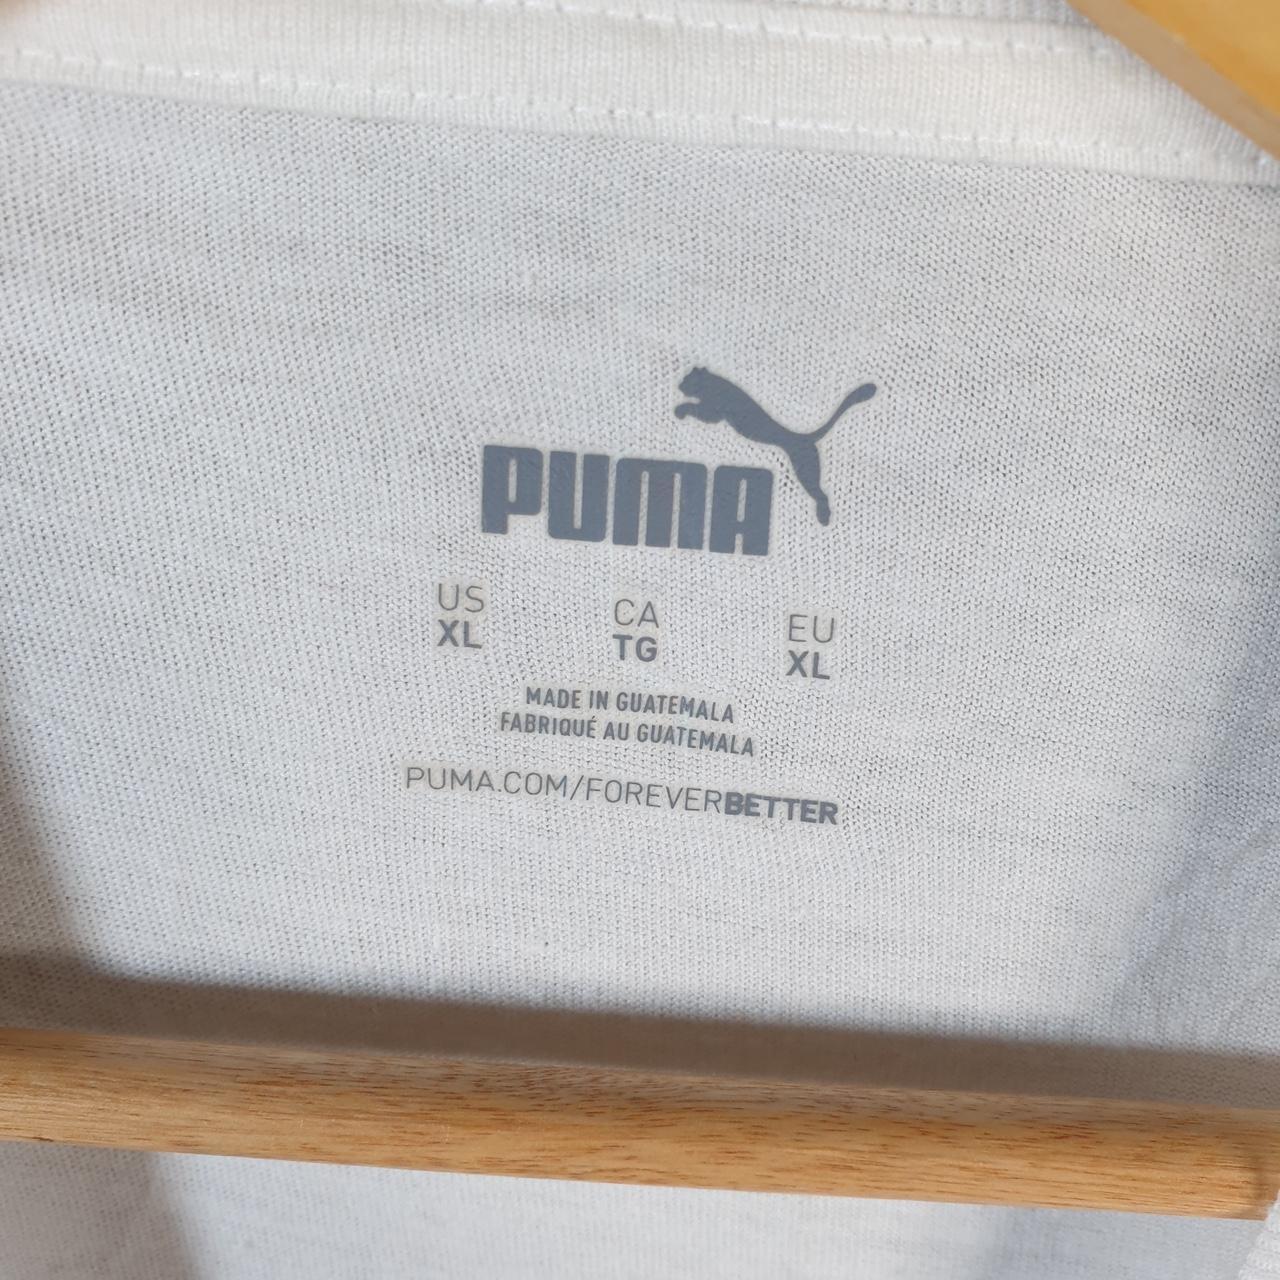 PUMA
US CA EU
XL TG XL
MADE IN GUATEMALA
FABRIQUÉ AU GUATEMALA
PUMA.COM/FOREVERBETTER